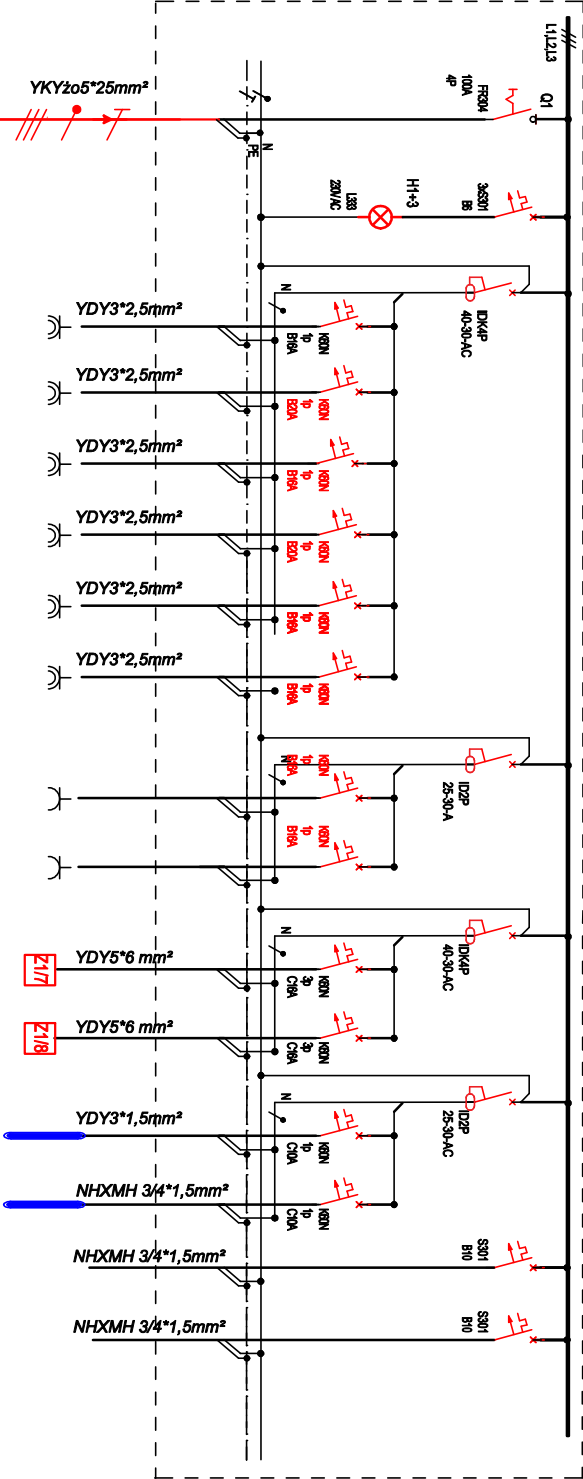 L1,L2,L3
Q1
FR304
100A
4P
YKYżo5*25mm²
N
PE
3xS301
B6
H1÷3
L333
230V AC
IDK4P
40-30-AC
N
YDY3*2,5mm²
K60N
1p
B16A
YDY3*2,5mm²
K60N
1p
B20A
YDY3*2,5mm²
K60N
1p
B16A
YDY3*2,5mm²
K60N
1p
B20A
YDY3*2,5mm²
K60N
1p
B16A
YDY3*2,5mm²
K60N
1p
B16A
ID2P
25-30-A
N
K60N
1p
B16A
K60N
1p
B16A
IDK4P
40-30-AC
N
Z1/7
YDY5*6 mm²
K60N
3p
C16A
Z1/8
YDY5*6 mm²
K60N
3p
C16A
ID2P
25-30-AC
N
YDY3*1,5mm²
K60N
1p
C10A
NHXMH 3/4*1,5mm²
K60N
1p
C10A
NHXMH 3/4*1,5mm²
S301
B10
NHXMH 3/4*1,5mm²
S301
B10